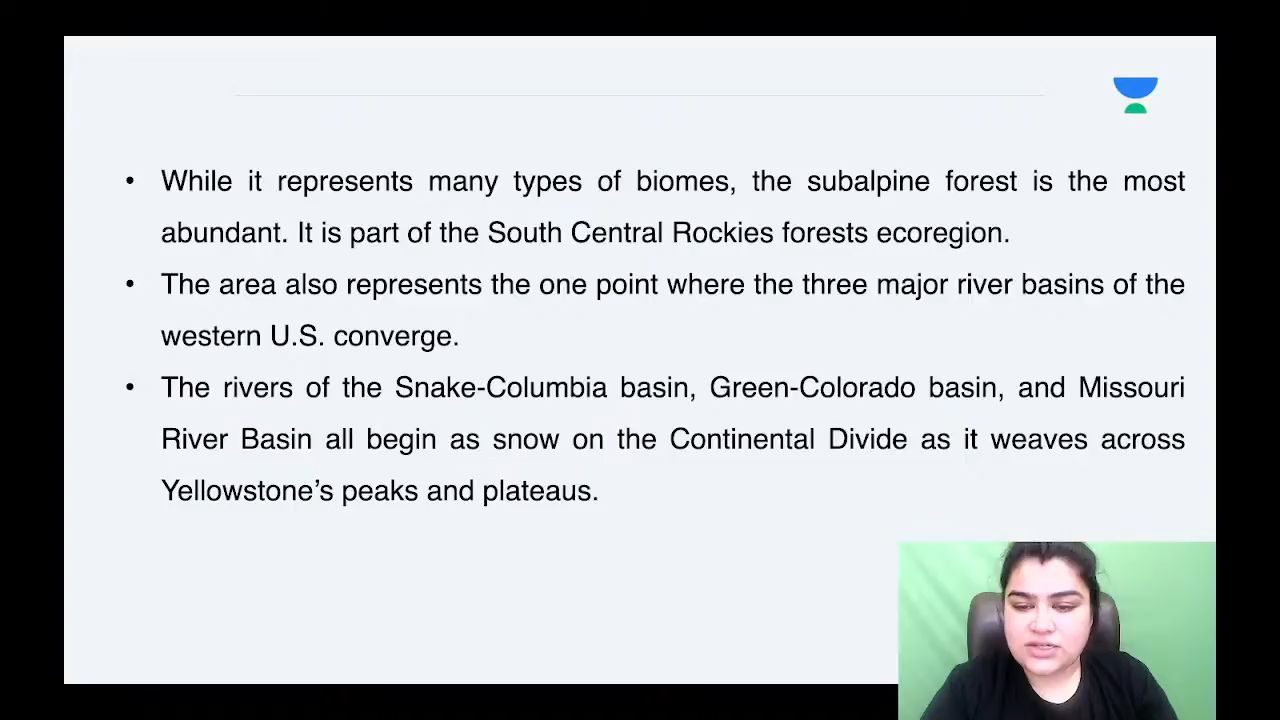 • While it represents many types of biomes, the subalpine forest is the most
abundant. It is part of the South Central Rockies forests ecoregion.
• The area also represents the one point where the three major river basins of the
western U.S. converge.
• The rivers of the Snake-Columbia basin, Green-Colorado basin, and Missouri
River Basin all begin as snow on the Continental Divide as it weaves across
Yellowstone’s peaks and plateaus.